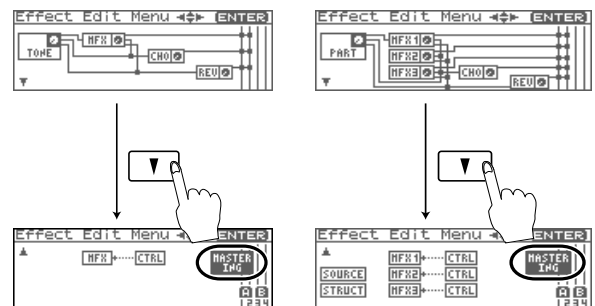 Effect Edit Menu ENTER
MFX
TONE
CHO
REV
Effect Edit Menu ENTER
MFX1
PART
MFX2
MFX3 CHO
REV
Effect Edit Menu ENTER
MFX CTRL
MASTER
ING
A B
1 2 3 4
Effect Edit Menu ENTER
MFX1 CTRL
MASTER
ING
SOURCE MFX2 CTRL
STRUCT MFX3 CTRL
A B
1 2 3 4